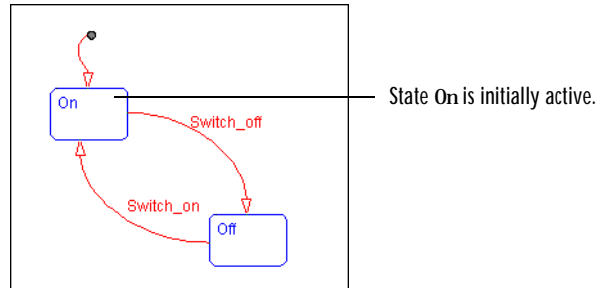 On
State On is initially active.
Switch_off
Switch_on
Off